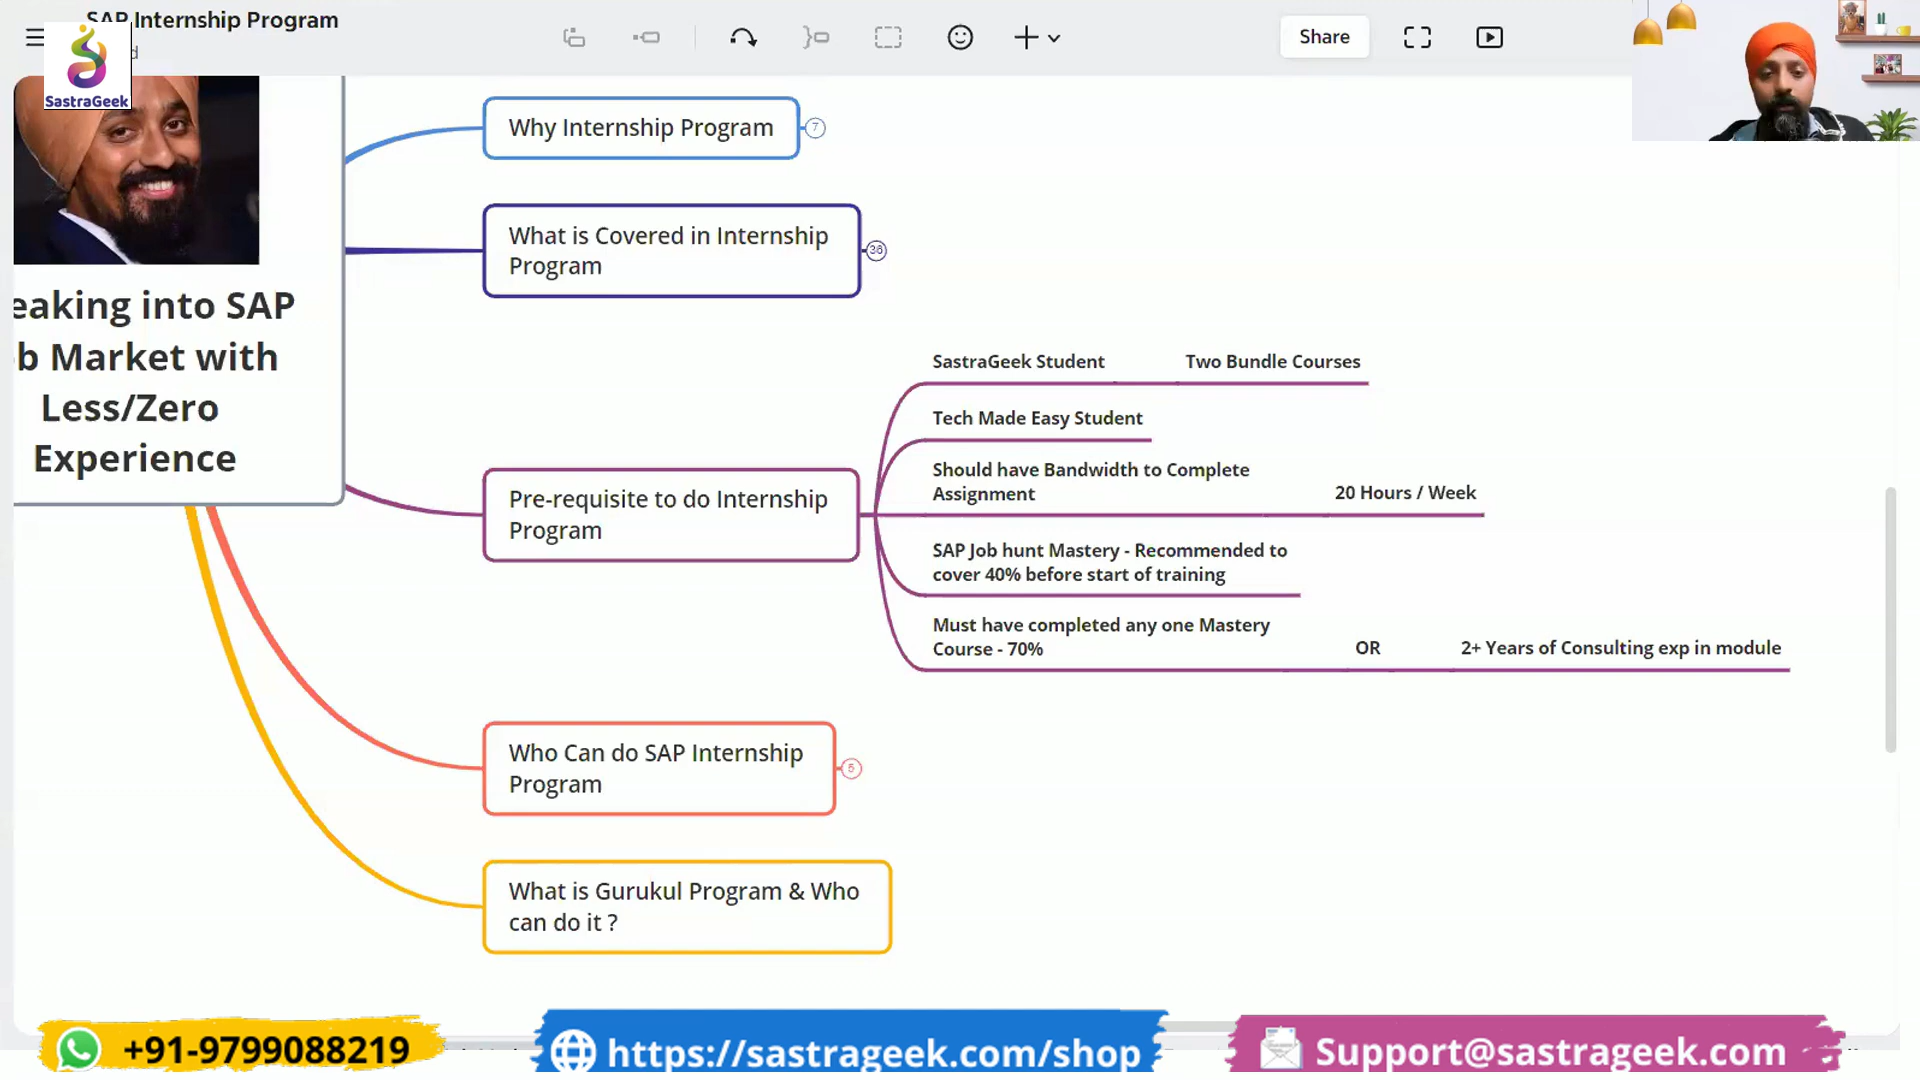 SAP Internship Program
d
SastraGeek
Share
eaking into SAP
b Market with
Less/Zero
Experience
Why Internship Program
7
What is Covered in Internship
Program
36
Pre-requisite to do Internship
Program
SastraGeek Student
Two Bundle Courses
Tech Made Easy Student
Should have Bandwidth to Complete
Assignment
20 Hours / Week
SAP Job hunt Mastery - Recommended to
cover 40% before start of training
Must have completed any one Mastery
Course - 70%
OR
2+ Years of Consulting exp in module
Who Can do SAP Internship
Program
5
What is Gurukul Program & Who
can do it ?
+91-9799088219
https://sastrageek.com/shop
Support@sastrageek.com